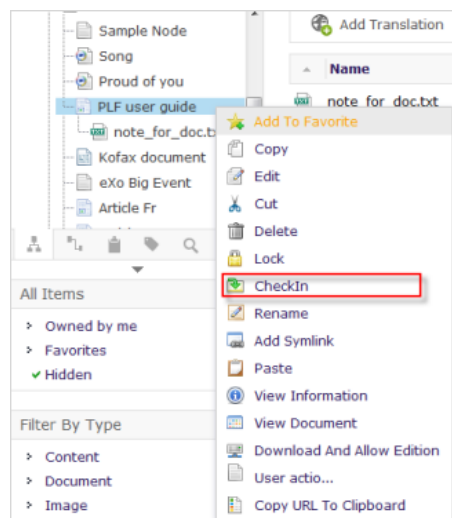 Sample Node
Song
Proud of you
PLF user guide
note_for_doc.t
Kofax document
eXo Big Event
Article Fr
All Items
Owned by me
Favorites
Hidden
Filter By Type
Content
Document
Image
Add Translation
Name
note_for_doc.txt
Add To Favorite
Copy
Edit
Cut
Delete
Lock
CheckIn
Rename
Add Symlink
Paste
View Information
View Document
Download And Allow Edition
User actio...
Copy URL To Clipboard